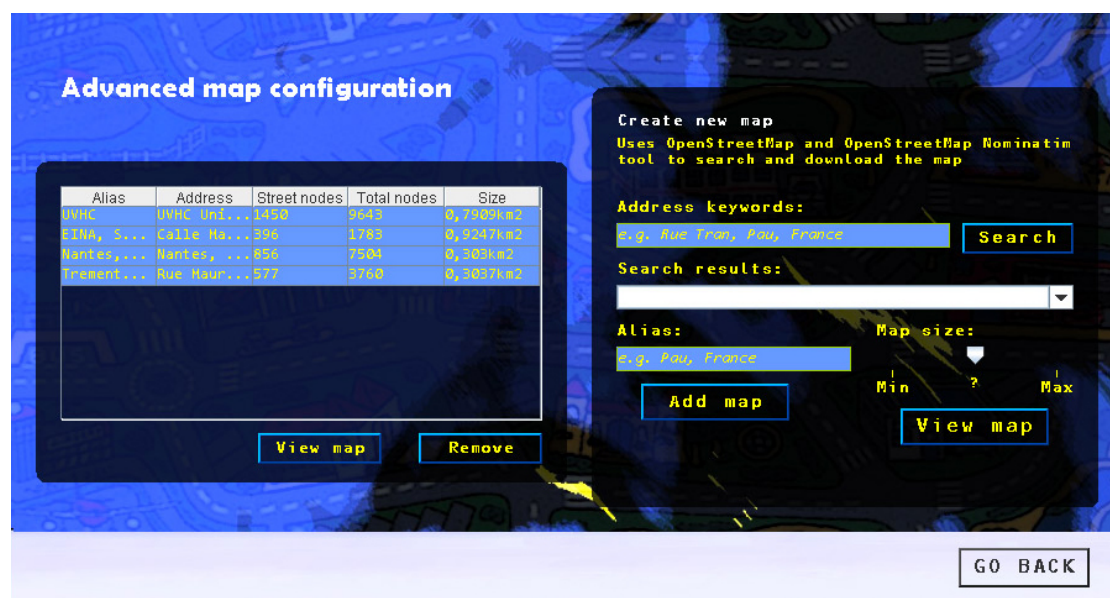 Advanced map configuration
Alias Address Street nodes Total nodes Size
UVHC UVHC Uni... 1450 9643 0,7909km2
EINA, S... Calle Ma... 396 1783 0,9247km2
Nantes,... Nantes, ... 856 7504 0,303km2
Trement... Rue Maur... 577 3760 0,3037km2
View map Remove
Create new map
Uses OpenStreetMap and OpenStreetMap Nominatim
tool to search and download the map
Address keywords:
e.g. Rue Tran, Pau, France Search
Search results:
Alias: Map size:
e.g. Pau, France
Min ? Max
Add map View map
GO BACK